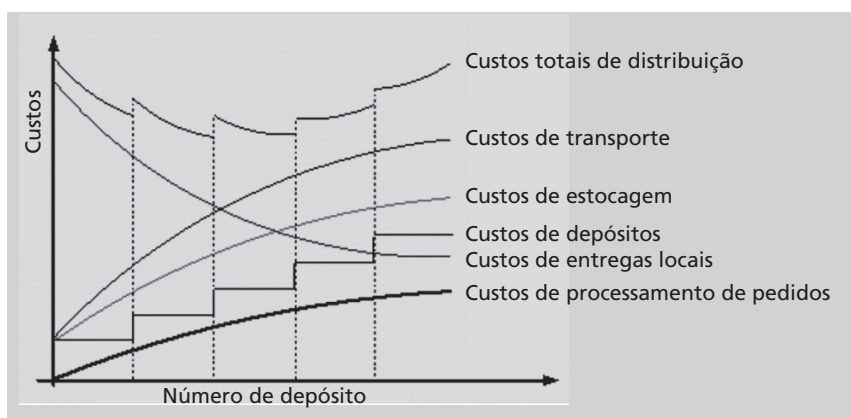 Custos totais de distribuição
Custos
Custos de transporte
Custos de estocagem
Custos de depósitos
Custos de entregas locais
Custos de processamento de pedidos
Número de depósito